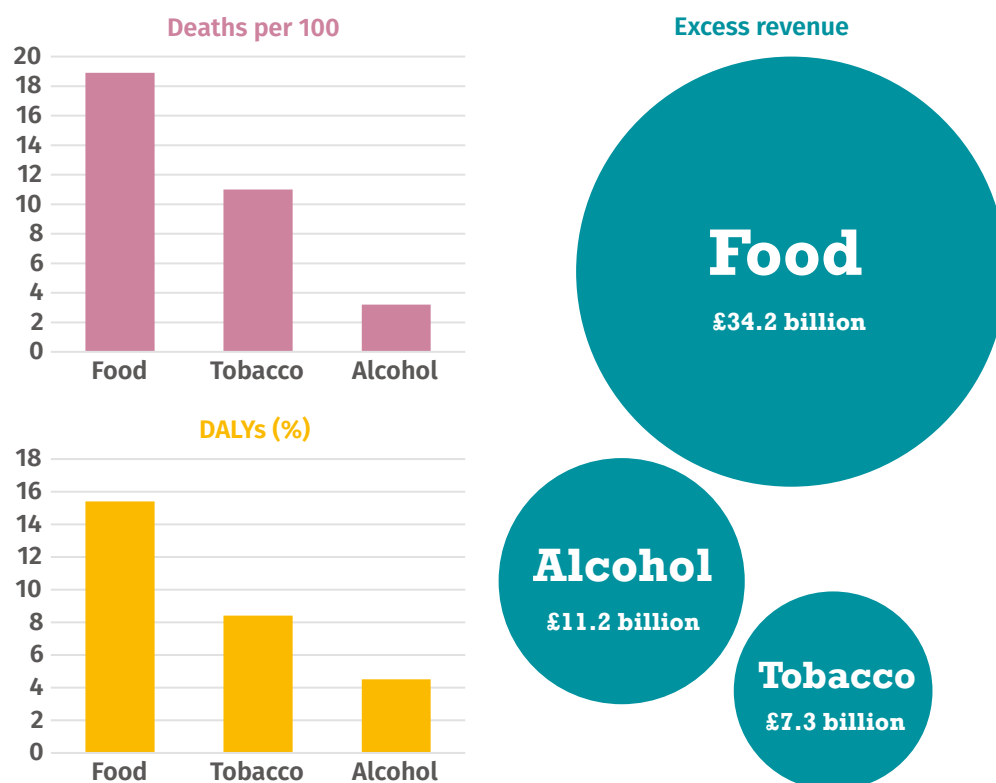 Deaths per 100
20
18
16
14
12
10
8
6
4
2
0
Food Tobacco Alcohol
DALYs (%)
18
16
14
12
10
8
6
4
2
0
Food Tobacco Alcohol
Excess revenue
Food
£34.2 billion
Alcohol
£11.2 billion
Tobacco
£7.3 billion